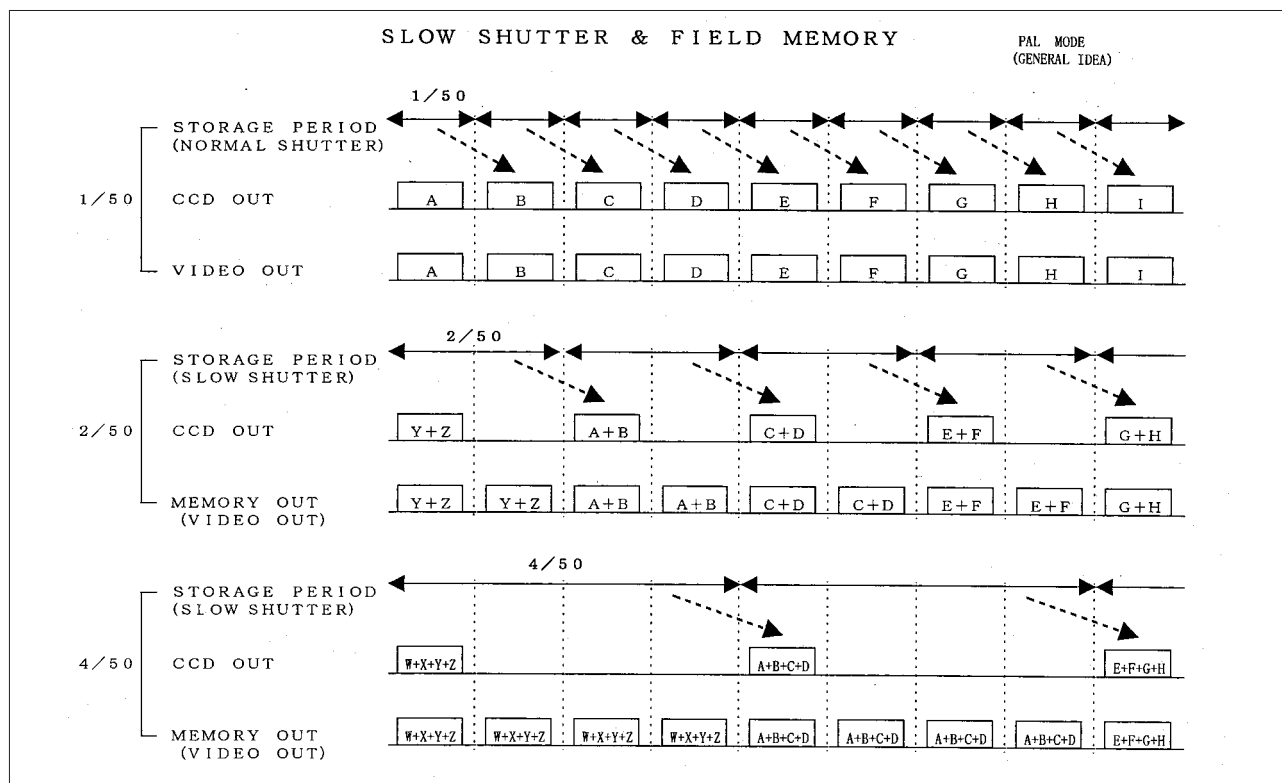 SLOW SHUTTER & FIELD MEMORY
PAL MODE
(GENERAL IDEA)
1/50
STORAGE PERIOD
(NORMAL SHUTTER)
1/50
CCD OUT
A B C D E F G H I
VIDEO OUT
A B C D E F G H I
2/50
STORAGE PERIOD
(SLOW SHUTTER)
2/50
CCD OUT
Y+Z A+B C+D E+F G+H
MEMORY OUT
(VIDEO OUT)
Y+Z Y+Z A+B A+B C+D C+D E+F E+F G+H
4/50
STORAGE PERIOD
(SLOW SHUTTER)
4/50
CCD OUT
W+X+Y+Z A+B+C+D E+F+G+H
MEMORY OUT
(VIDEO OUT)
W+X+Y+Z W+X+Y+Z W+X+Y+Z W+X+Y+Z A+B+C+D A+B+C+D A+B+C+D A+B+C+D E+F+G+H